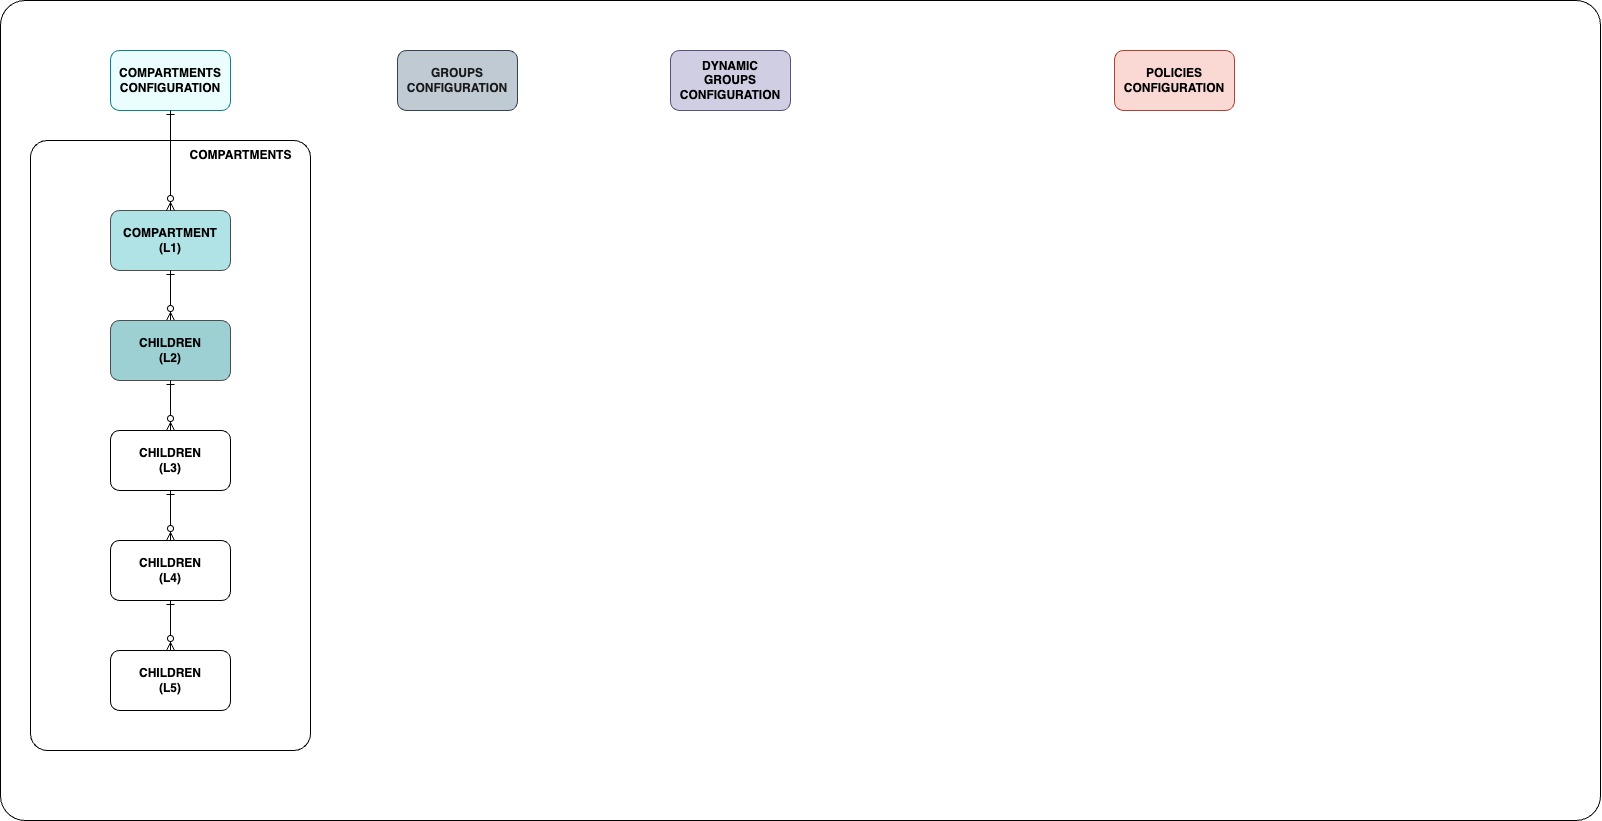 COMPARTMENTS
CONFIGURATION
GROUPS
CONFIGURATION
DYNAMIC
GROUPS
CONFIGURATION
POLICIES
CONFIGURATION
COMPARTMENTS
COMPARTMENT
(L1)
CHILDREN
(L2)
CHILDREN
(L3)
CHILDREN
(L4)
CHILDREN
(L5)